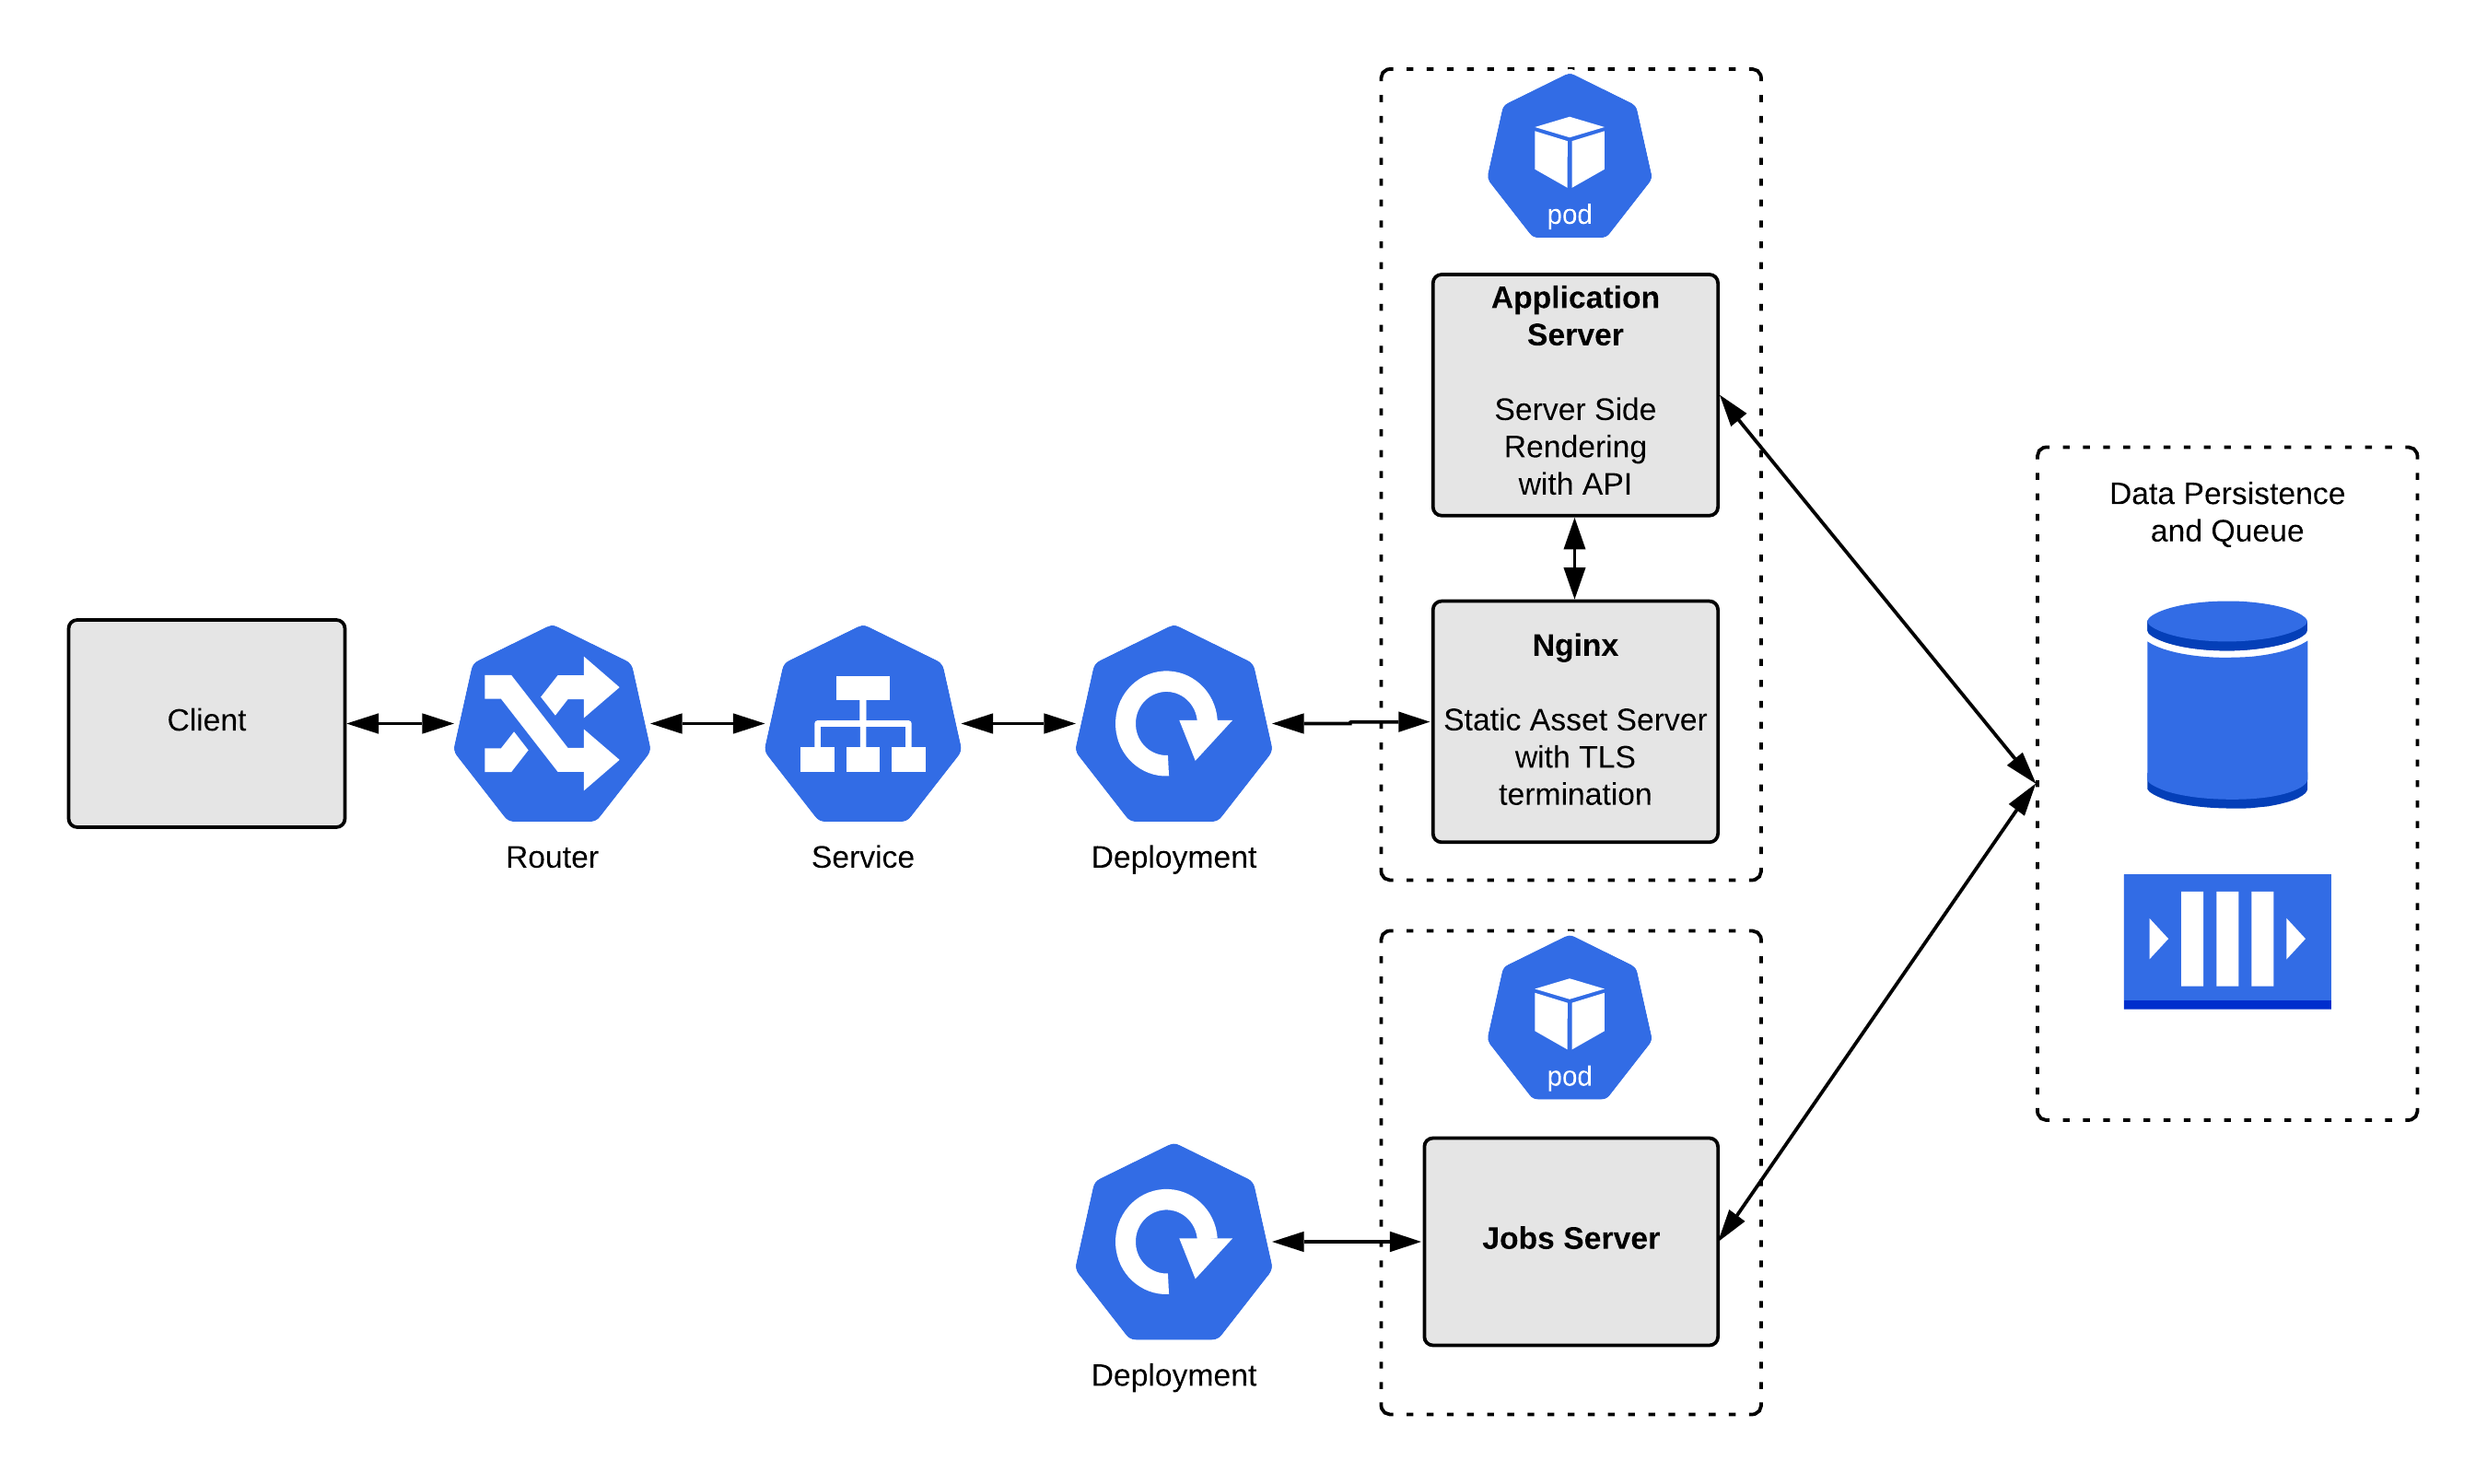 pod
Application
Server
Server Side
Rendering
with API
Data Persistence
and Queue
Nginx
Static Asset Server
with TLS
termination
Client
Router
Service
Deployment
pod
Jobs Server
Deployment